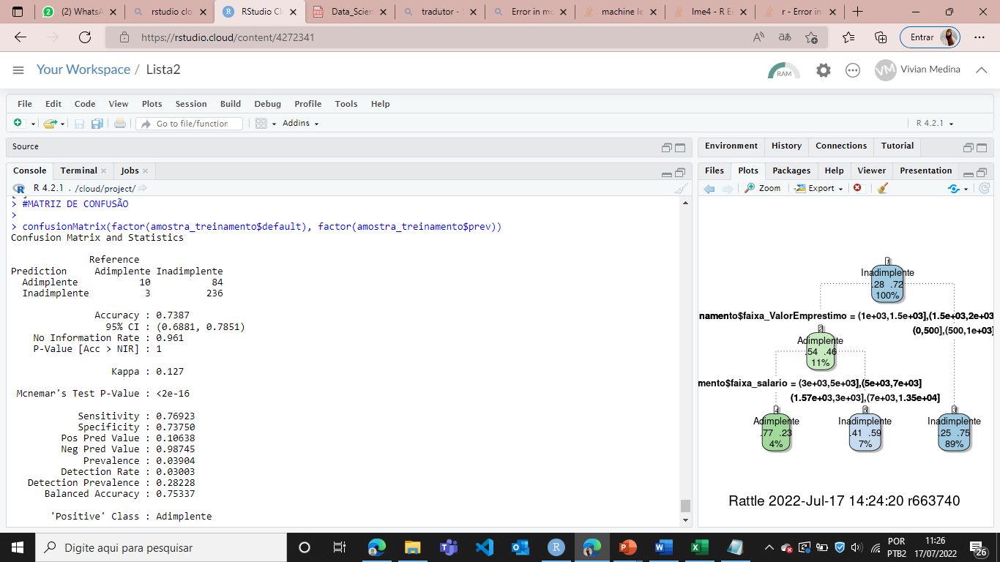 (2) WhatsA
rstudio clo
RStudio Cl
Data_Scien
tradutor -
Error in mo
machine le
lme4 - R Er
r - Error in
https://rstudio.cloud/content/4272341
Entrar
Your Workspace / Lista2
RAM
VM
Vivian Medina
File Edit Code View Plots Session Build Debug Profile Tools Help
Go to file/function
Addins
R 4.2.1
Source
Console Terminal Jobs
R 4.2.1 . /cloud/project/
> #MATRIZ DE CONFUSÃO
>
> confusionMatrix(factor(amostra_treinamento$default), factor(amostra_treinamento$prev))
Confusion Matrix and Statistics
Reference
Prediction Adimplente Inadimplente
Adimplente 10 84
Inadimplente 3 236
Accuracy : 0.7387
95% CI : (0.6881, 0.7851)
No Information Rate : 0.961
P-Value [Acc > NIR] : 1
Kappa : 0.127
Mcnemar's Test P-Value : <2e-16
Sensitivity : 0.76923
Specificity : 0.73750
Pos Pred Value : 0.10638
Neg Pred Value : 0.98745
Prevalence : 0.03904
Detection Rate : 0.03003
Detection Prevalence : 0.28228
Balanced Accuracy : 0.75337
'Positive' Class : Adimplente
Environment History Connections Tutorial
Files Plots Packages Help Viewer Presentation
Zoom Export
1
Inadimplente
.28 .72
100%
namento$faixa_ValorEmprestimo = (1e+03,1.5e+03],(1.5e+03,2e+03
(0,500],(500,1e+03]
2
Adimplente
.54 .46
11%
mento$faixa_salario = (3e+03,5e+03],(5e+03,7e+03]
(1.57e+03,3e+03],(7e+03,1.35e+04]
4
Adimplente
.77 .23
4%
5
Inadimplente
.41 .59
7%
3
Inadimplente
.25 .75
89%
Rattle 2022-Jul-17 14:24:20 r663740
Digite aqui para pesquisar
POR
PTB2
11:26
17/07/2022
26